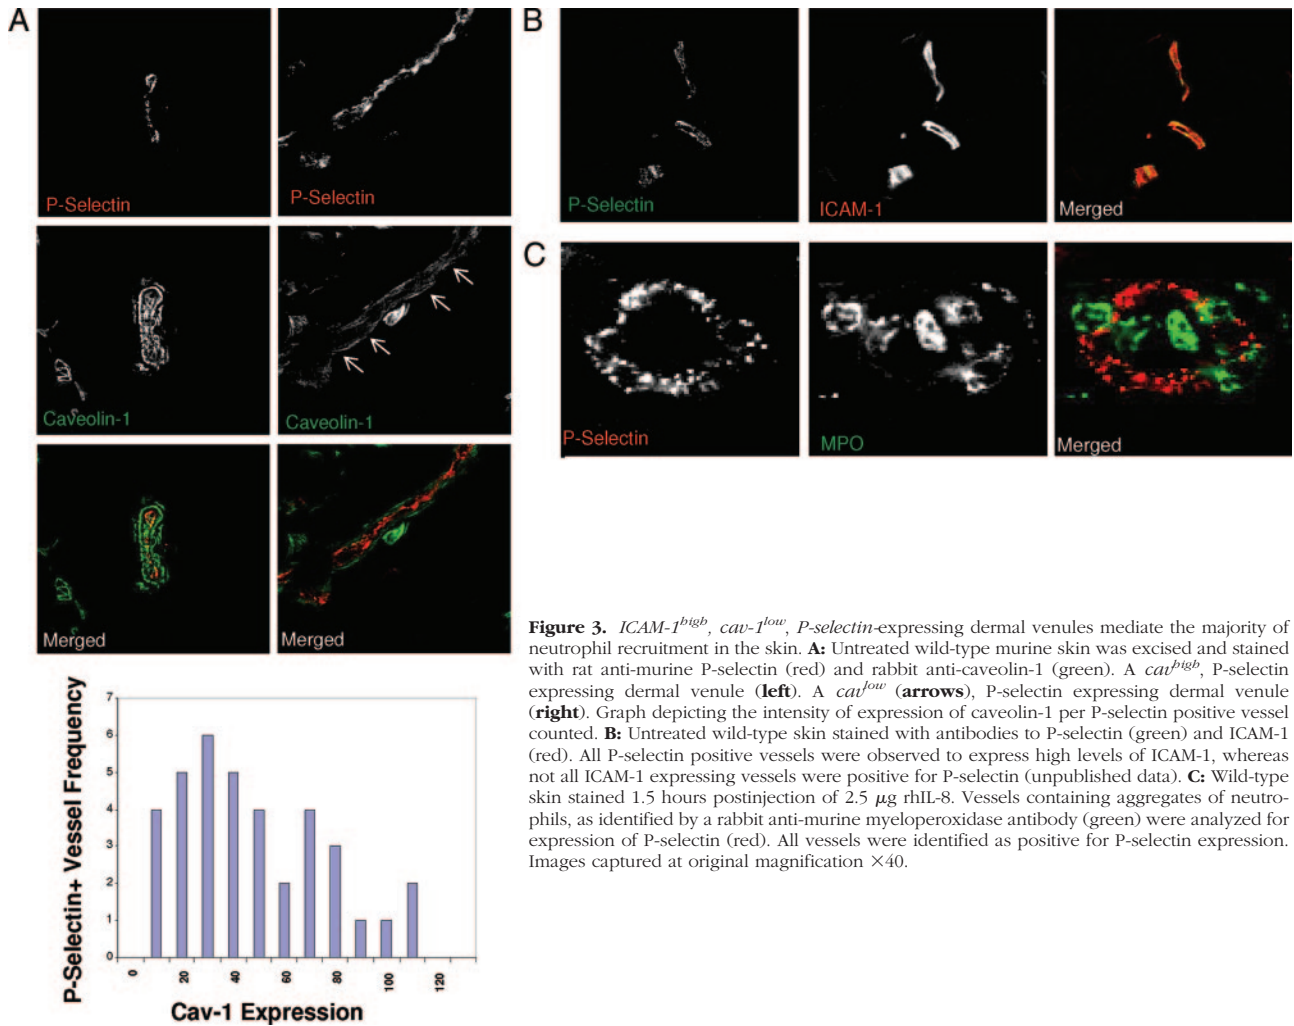 A
P-Selectin
P-Selectin
Caveolin-1
Caveolin-1
Merged
Merged
P-Selectin+ Vessel Frequency
7
6
5
4
3
2
1
0
0
20
40
60
80
100
120
Cav-1 Expression
B
P-Selectin
ICAM-1
Merged
C
P-Selectin
MPO
Merged
Figure 3. ICAM-1^high, cav-1^low, P-selectin-expressing dermal venules mediate the majority of
neutrophil recruitment in the skin. A: Untreated wild-type murine skin was excised and stained
with rat anti-murine P-selectin (red) and rabbit anti-caveolin-1 (green). A cav^high, P-selectin
expressing dermal venule (left). A cav^low (arrows), P-selectin expressing dermal venule
(right). Graph depicting the intensity of expression of caveolin-1 per P-selectin positive vessel
counted. B: Untreated wild-type skin stained with antibodies to P-selectin (green) and ICAM-1
(red). All P-selectin positive vessels were observed to express high levels of ICAM-1, whereas
not all ICAM-1 expressing vessels were positive for P-selectin (unpublished data). C: Wild-type
skin stained 1.5 hours postinjection of 2.5 μg rhIL-8. Vessels containing aggregates of neutro-
phils, as identified by a rabbit anti-murine myeloperoxidase antibody (green) were analyzed for
expression of P-selectin (red). All vessels were identified as positive for P-selectin expression.
Images captured at original magnification ×40.